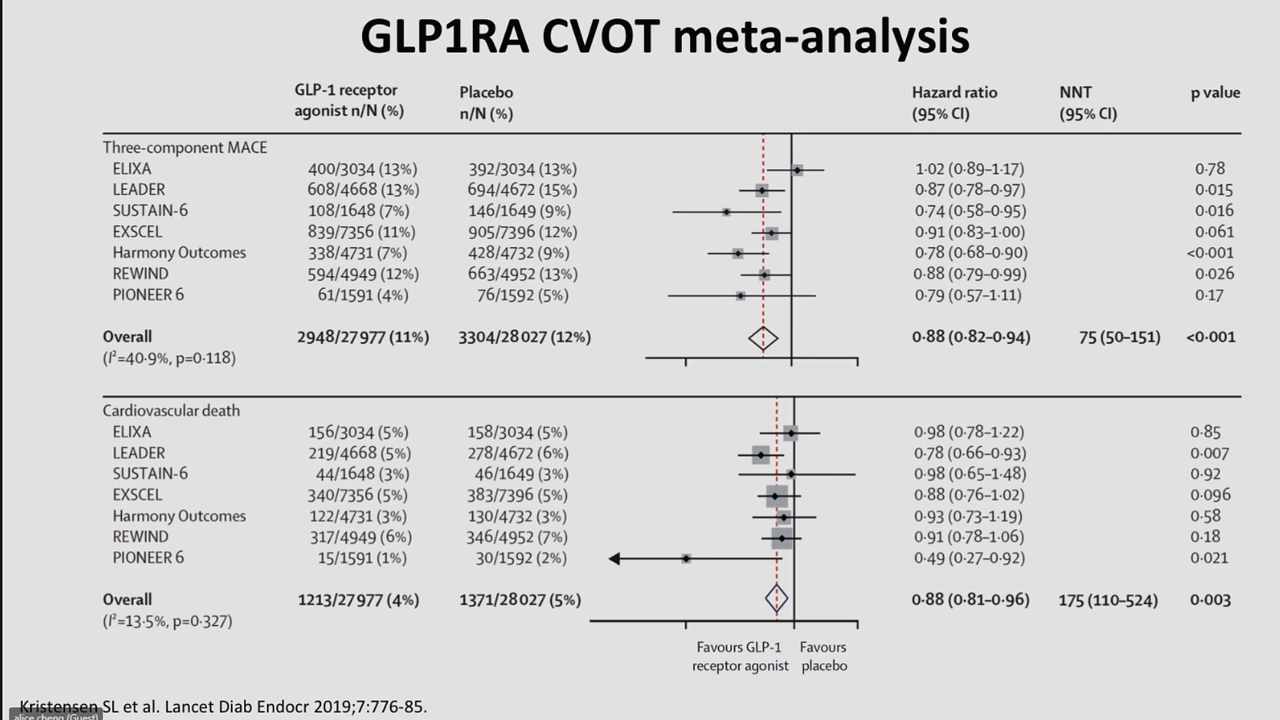 GLP1RA CVOT meta-analysis
GLP-1 receptor agonist n/N (%) Placebo n/N (%) Hazard ratio (95% CI) NNT (95% CI) p value
Three-component MACE
ELIXA 400/3034 (13%) 392/3034 (13%) 1·02 (0·89–1·17) 0·78
LEADER 608/4668 (13%) 694/4672 (15%) 0·87 (0·78–0·97) 0·015
SUSTAIN-6 108/1648 (7%) 146/1649 (9%) 0·74 (0·58–0·95) 0·016
EXSCEL 839/7356 (11%) 905/7396 (12%) 0·91 (0·83–1·00) 0·061
Harmony Outcomes 338/4731 (7%) 428/4732 (9%) 0·78 (0·68–0·90) <0·001
REWIND 594/4949 (12%) 663/4952 (13%) 0·88 (0·79–0·99) 0·026
PIONEER 6 61/1591 (4%) 76/1592 (5%) 0·79 (0·57–1·11) 0·17
Overall 2948/27 977 (11%) 3304/28 027 (12%) 0·88 (0·82–0·94) 75 (50–151) <0·001
(I²=40·9%, p=0·118)
Cardiovascular death
ELIXA 156/3034 (5%) 158/3034 (5%) 0·98 (0·78–1·22) 0·85
LEADER 219/4668 (5%) 278/4672 (6%) 0·78 (0·66–0·93) 0·007
SUSTAIN-6 44/1648 (3%) 46/1649 (3%) 0·98 (0·65–1·48) 0·92
EXSCEL 340/7356 (5%) 383/7396 (5%) 0·88 (0·76–1·02) 0·096
Harmony Outcomes 122/4731 (3%) 130/4732 (3%) 0·93 (0·73–1·19) 0·58
REWIND 317/4949 (6%) 346/4952 (7%) 0·91 (0·78–1·06) 0·18
PIONEER 6 15/1591 (1%) 30/1592 (2%) 0·49 (0·27–0·92) 0·021
Overall 1213/27 977 (4%) 1371/28 027 (5%) 0·88 (0·81–0·96) 175 (110–524) 0·003
(I²=13·5%, p=0·327)
Favours GLP-1 receptor agonist Favours placebo
Kristensen SL et al. Lancet Diab Endocr 2019;7:776-85.
alice cheng (Guest)